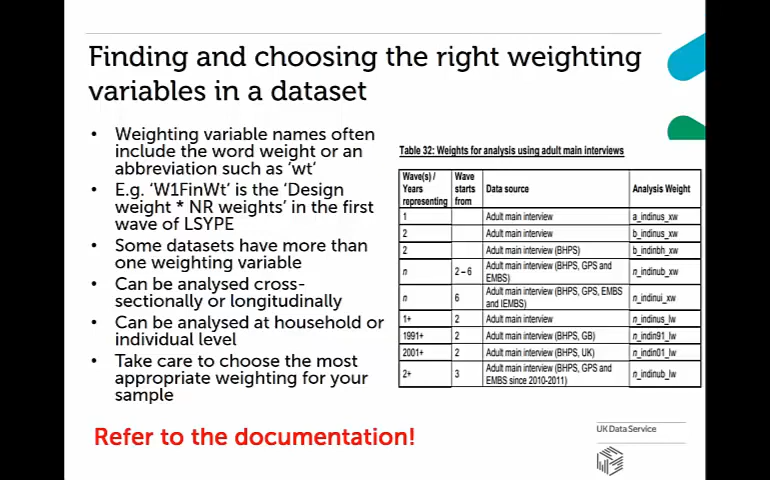 Finding and choosing the right weighting
variables in a dataset
• Weighting variable names often
include the word weight or an
abbreviation such as 'wt'
• E.g. 'W1FinWt' is the 'Design
weight * NR weights' in the first
wave of LSYPE
• Some datasets have more than
one weighting variable
• Can be analysed cross-
sectionally or longitudinally
• Can be analysed at household or
individual level
• Take care to choose the most
appropriate weighting for your
sample
Refer to the documentation!
Table 32: Weights for analysis using adult main interviews
Wave(s) / Years representing Wave starts from Data source Analysis Weight
1 Adult main interview a_indinus_xw
2 Adult main interview b_indinus_xw
2 Adult main interview (BHPS) b_indinbh_xw
n 2 – 6 Adult main interview (BHPS, GPS and EMBS) n_indinub_xw
n 6 Adult main interview (BHPS, GPS, EMBS and IEMBS) n_indinui_xw
1+ 2 Adult main interview n_indinus_lw
1991+ 2 Adult main interview (BHPS, GB) n_indin91_lw
2001+ 2 Adult main interview (BHPS, UK) n_indin01_lw
2+ 3 Adult main interview (BHPS, GPS and EMBS since 2010-2011) n_indinub_lw
UK Data Service